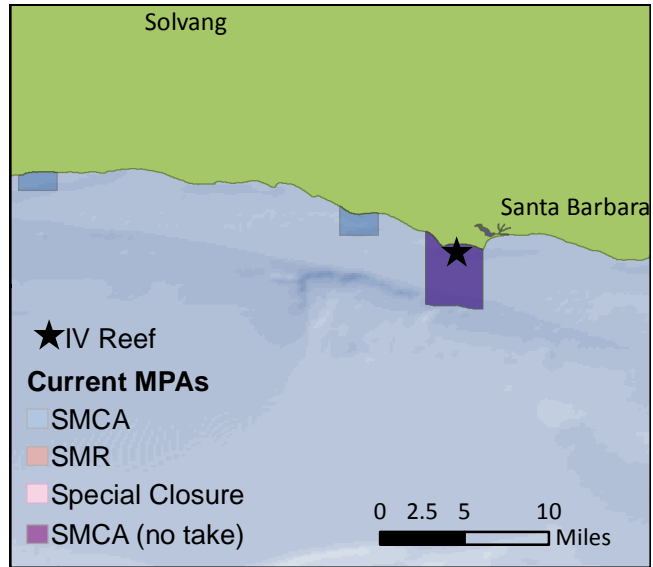 Solvang
Santa Barbara
IV Reef
Current MPAs
SMCA
SMR
Special Closure
SMCA (no take)
0 2.5 5 10
Miles